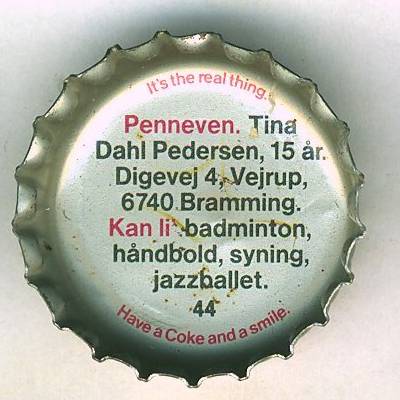 It's the real thing.
Penneven. Tina
Dahl Pedersen, 15 år.
Digevej 4, Vejrup,
6740 Bramming.
Kan li' badminton,
håndbold, syning,
jazzballet.
44
Have a Coke and a smile.